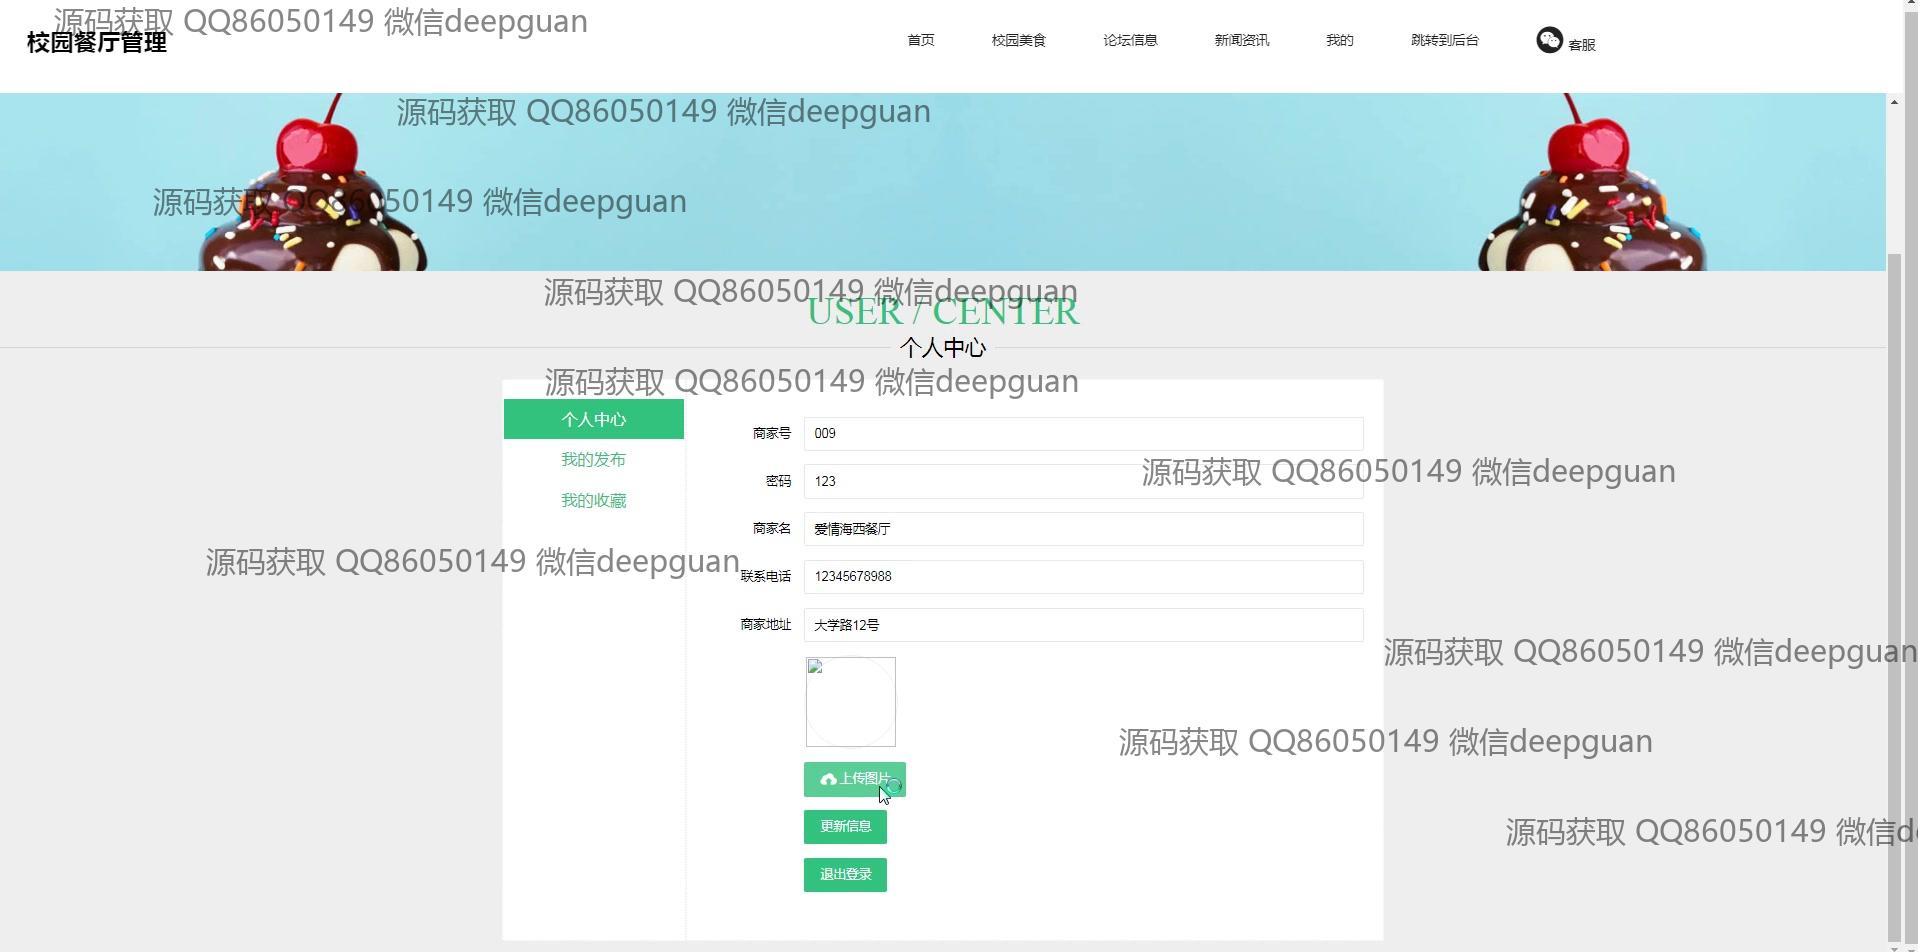 源码获取 QQ86050149 微信deepguan
校园餐厅管理
首页 校园美食 论坛信息 新闻资讯 我的 跳转到后台 客服
源码获取 QQ86050149 微信deepguan
源码获取 QQ86050149 微信deepguan
源码获取 QQ86050149 微信deepguan
USER / CENTER
个人中心
源码获取 QQ86050149 微信deepguan
个人中心
我的发布
我的收藏
商家号 009
密码 123
源码获取 QQ86050149 微信deepguan
商家名 爱情海西餐厅
源码获取 QQ86050149 微信deepguan
联系电话 12345678988
商家地址 大学路12号
源码获取 QQ86050149 微信deepguan
源码获取 QQ86050149 微信deepguan
上传图片
更新信息
源码获取 QQ86050149 微信d
退出登录